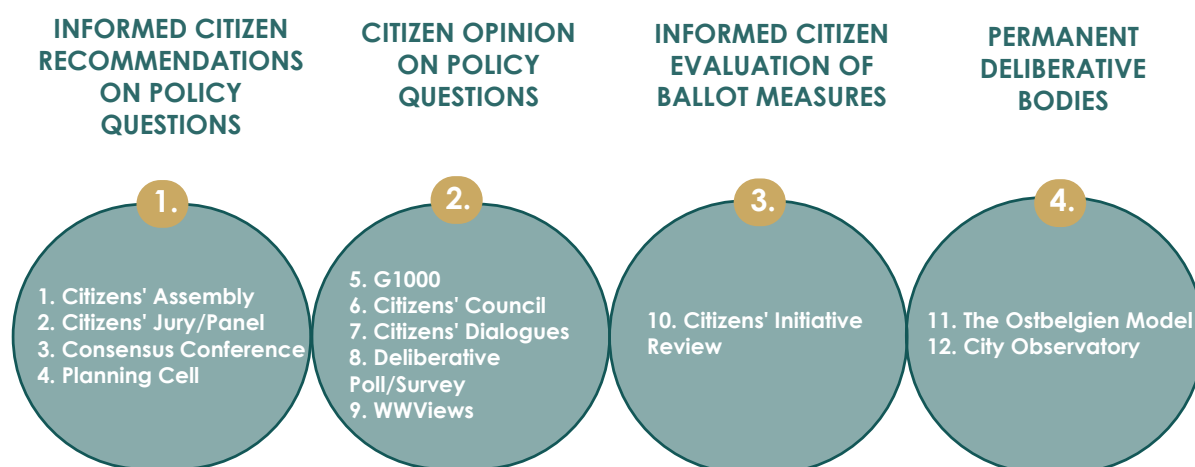 INFORMED CITIZEN
RECOMMENDATIONS
ON POLICY
QUESTIONS
CITIZEN OPINION
ON POLICY
QUESTIONS
INFORMED CITIZEN
EVALUATION OF
BALLOT MEASURES
PERMANENT
DELIBERATIVE
BODIES
1.
1. Citizens' Assembly
2. Citizens' Jury/Panel
3. Consensus Conference
4. Planning Cell
2.
5. G1000
6. Citizens' Council
7. Citizens' Dialogues
8. Deliberative
Poll/Survey
9. WWViews
3.
10. Citizens' Initiative
Review
4.
11. The Ostbelgien Model
12. City Observatory